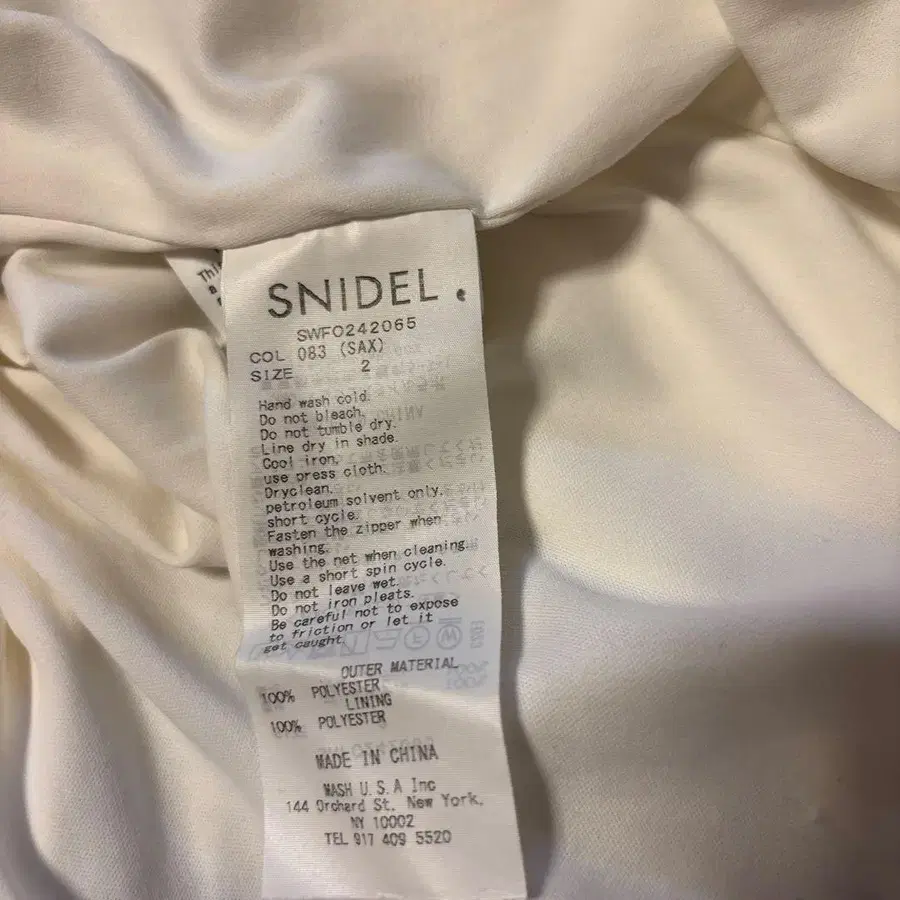 SNIDEL
SWFO242065
COL 083 (SAX)
SIZE 2
Hand wash cold.
Do not bleach.
Do not tumble dry.
Line dry in shade.
Cool iron.
use press cloth.
Dryclean.
petroleum solvent only.
short cycle.
Fasten the zipper when
washing.
Use the net when cleaning.
Use a short spin cycle.
Do not leave wet.
Do not iron pleats.
Be careful not to expose
to friction or let it
get caught.
OUTER MATERIAL
100% POLYESTER
LINING
100% POLYESTER
MADE IN CHINA
MASH U.S.A Inc
144 Orchard St. New York,
NY 10002
TEL 917 409 5520